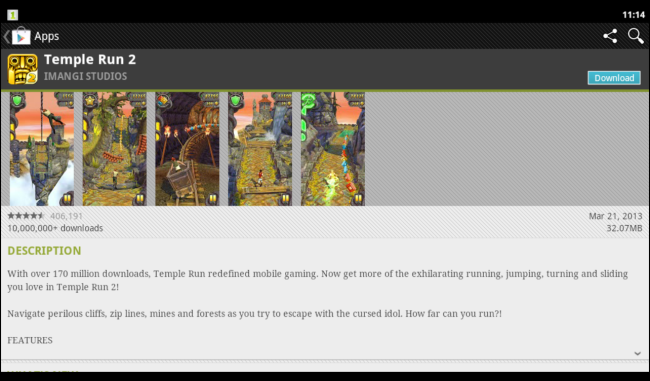 11:14
Apps
Temple Run 2
IMANGI STUDIOS
Download
406,191
Mar 21, 2013
10,000,000+ downloads
32.07MB
DESCRIPTION
With over 170 million downloads, Temple Run redefined mobile gaming. Now get more of the exhilarating running, jumping, turning and sliding
you love in Temple Run 2!
Navigate perilous cliffs, zip lines, mines and forests as you try to escape with the cursed idol. How far can you run?!
FEATURES